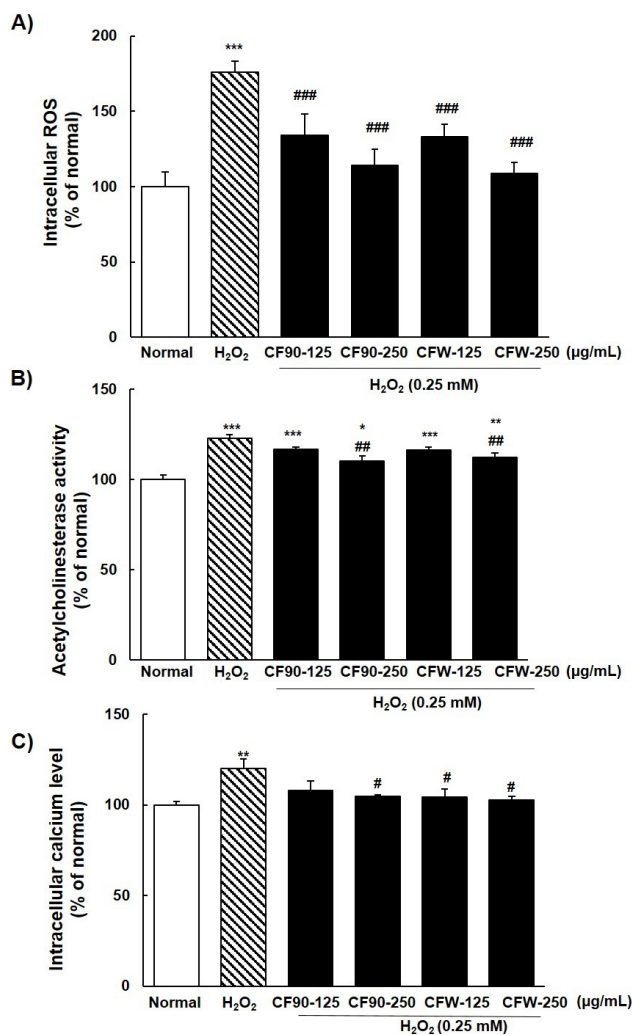 A)
Intracellular ROS
(% of normal)
200
150
100
50
0
***
###
###
###
###
Normal H₂O₂ CF90-125 CF90-250 CFW-125 CFW-250 (µg/mL)
H₂O₂ (0.25 mM)
B)
Acetylcholinesterase activity
(% of normal)
150
100
50
0
***
***
*
##
***
**
##
Normal H₂O₂ CF90-125 CF90-250 CFW-125 CFW-250 (µg/mL)
H₂O₂ (0.25 mM)
C)
Intracellular calcium level
(% of normal)
150
100
50
0
**
#
#
#
Normal H₂O₂ CF90-125 CF90-250 CFW-125 CFW-250 (µg/mL)
H₂O₂ (0.25 mM)